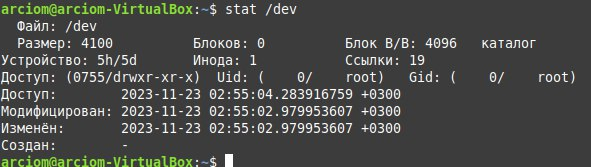 arciom@arciom-VirtualBox:~$ stat /dev
Файл: /dev
Размер: 4100 Блоков: 0 Блок В/В: 4096 каталог
Устройство: 5h/5d Инода: 1 Ссылки: 19
Доступ: (0755/drwxr-xr-x) Uid: ( 0/ root) Gid: ( 0/ root)
Доступ: 2023-11-23 02:55:04.283916759 +0300
Модифицирован: 2023-11-23 02:55:02.979953607 +0300
Изменён: 2023-11-23 02:55:02.979953607 +0300
Создан: -
arciom@arciom-VirtualBox:~$